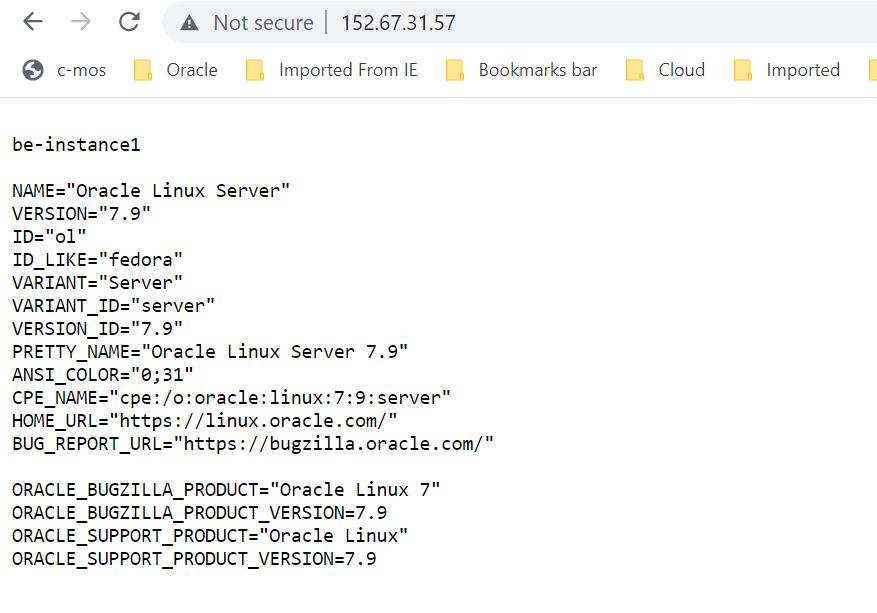 Not secure | 152.67.31.57
c-mos Oracle Imported From IE Bookmarks bar Cloud Imported
be-instance1
NAME="Oracle Linux Server"
VERSION="7.9"
ID="ol"
ID_LIKE="fedora"
VARIANT="Server"
VARIANT_ID="server"
VERSION_ID="7.9"
PRETTY_NAME="Oracle Linux Server 7.9"
ANSI_COLOR="0;31"
CPE_NAME="cpe:/o:oracle:linux:7:9:server"
HOME_URL="https://linux.oracle.com/"
BUG_REPORT_URL="https://bugzilla.oracle.com/"
ORACLE_BUGZILLA_PRODUCT="Oracle Linux 7"
ORACLE_BUGZILLA_PRODUCT_VERSION=7.9
ORACLE_SUPPORT_PRODUCT="Oracle Linux"
ORACLE_SUPPORT_PRODUCT_VERSION=7.9